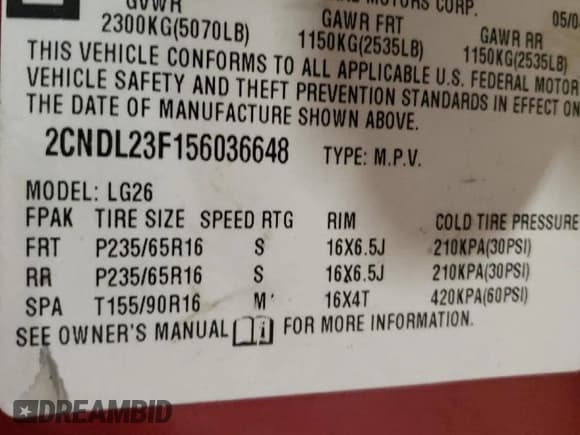 GVWR GAWR FRT MOTORS CORP. GAWR RR 05/0
2300KG(5070LB) 1150KG(2535LB) 1150KG(2535LB)
THIS VEHICLE CONFORMS TO ALL APPLICABLE U.S. FEDERAL MOTOR
VEHICLE SAFETY AND THEFT PREVENTION STANDARDS IN EFFECT ON
THE DATE OF MANUFACTURE SHOWN ABOVE.
2CNDL23F156036648 TYPE: M.P.V.
MODEL: LG26
FPAK TIRE SIZE SPEED RTG RIM COLD TIRE PRESSURE
FRT P235/65R16 S 16X6.5J 210KPA(30PSI)
RR P235/65R16 S 16X6.5J 210KPA(30PSI)
SPA T155/90R16 M 16X4T 420KPA(60PSI)
SEE OWNER'S MANUAL FOR MORE INFORMATION.
DREAMBID